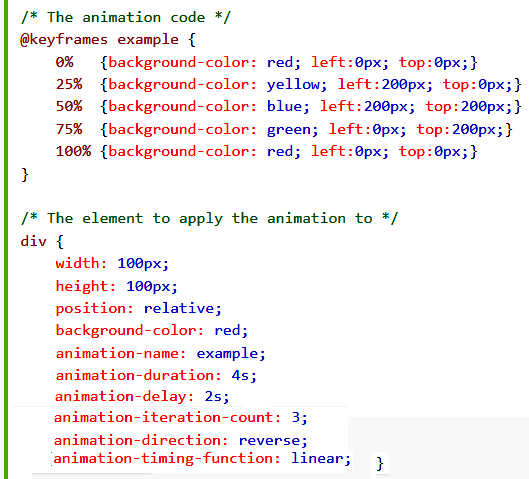 /* The animation code */
@keyframes example {
    0%   {background-color: red; left:0px; top:0px;}
    25%  {background-color: yellow; left:200px; top:0px;}
    50%  {background-color: blue; left:200px; top:200px;}
    75%  {background-color: green; left:0px; top:200px;}
    100% {background-color: red; left:0px; top:0px;}
}

/* The element to apply the animation to */
div {
    width: 100px;
    height: 100px;
    position: relative;
    background-color: red;
    animation-name: example;
    animation-duration: 4s;
    animation-delay: 2s;
    animation-iteration-count: 3;
    animation-direction: reverse;
    animation-timing-function: linear;   }